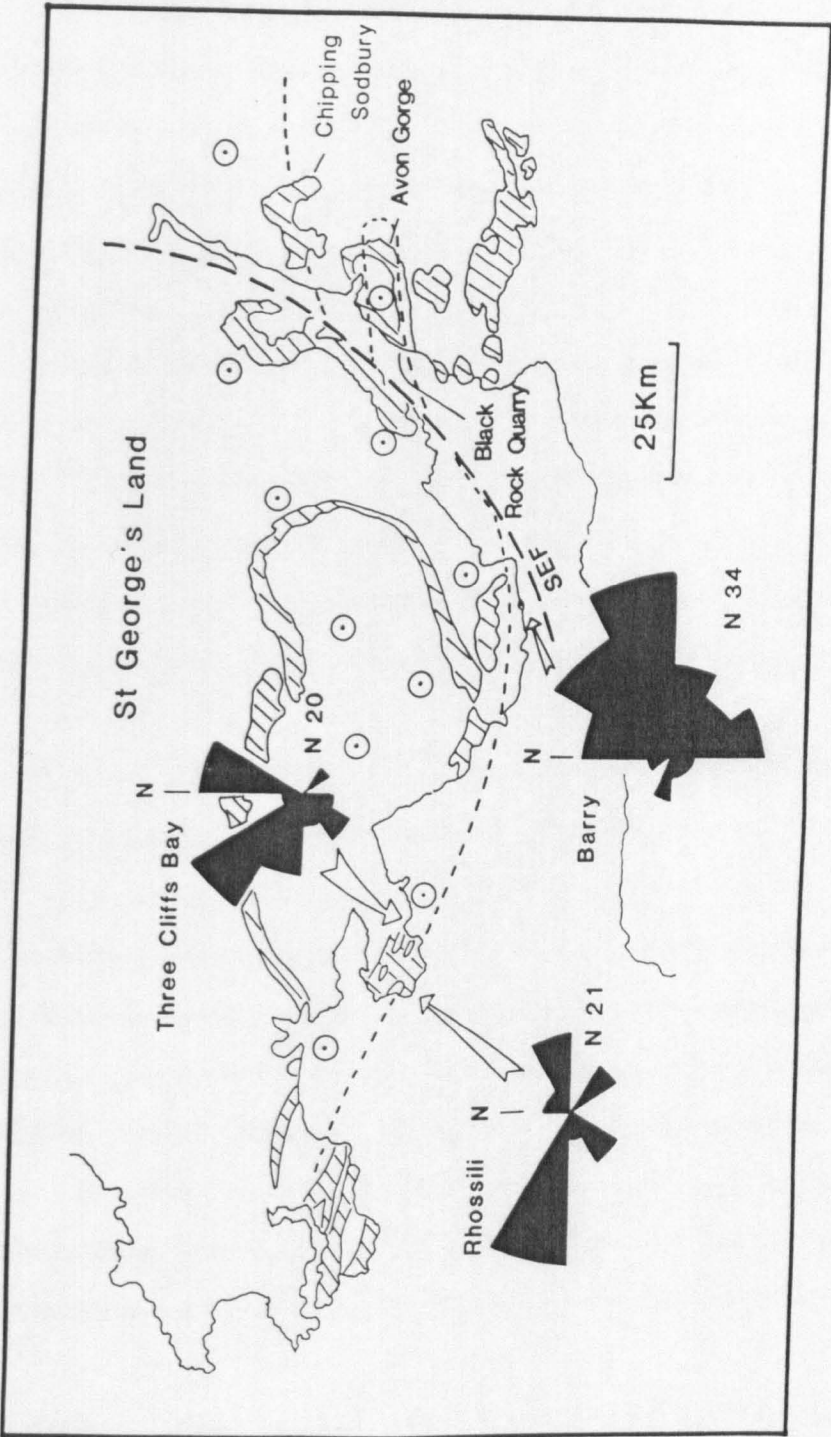 St George's Land
Chipping
Sodbury
Avon Gorge
Black
Rock Quarry
SEF
25Km
N
N 20
Three Cliffs Bay
N
N 21
Rhossili
N
N 34
Barry